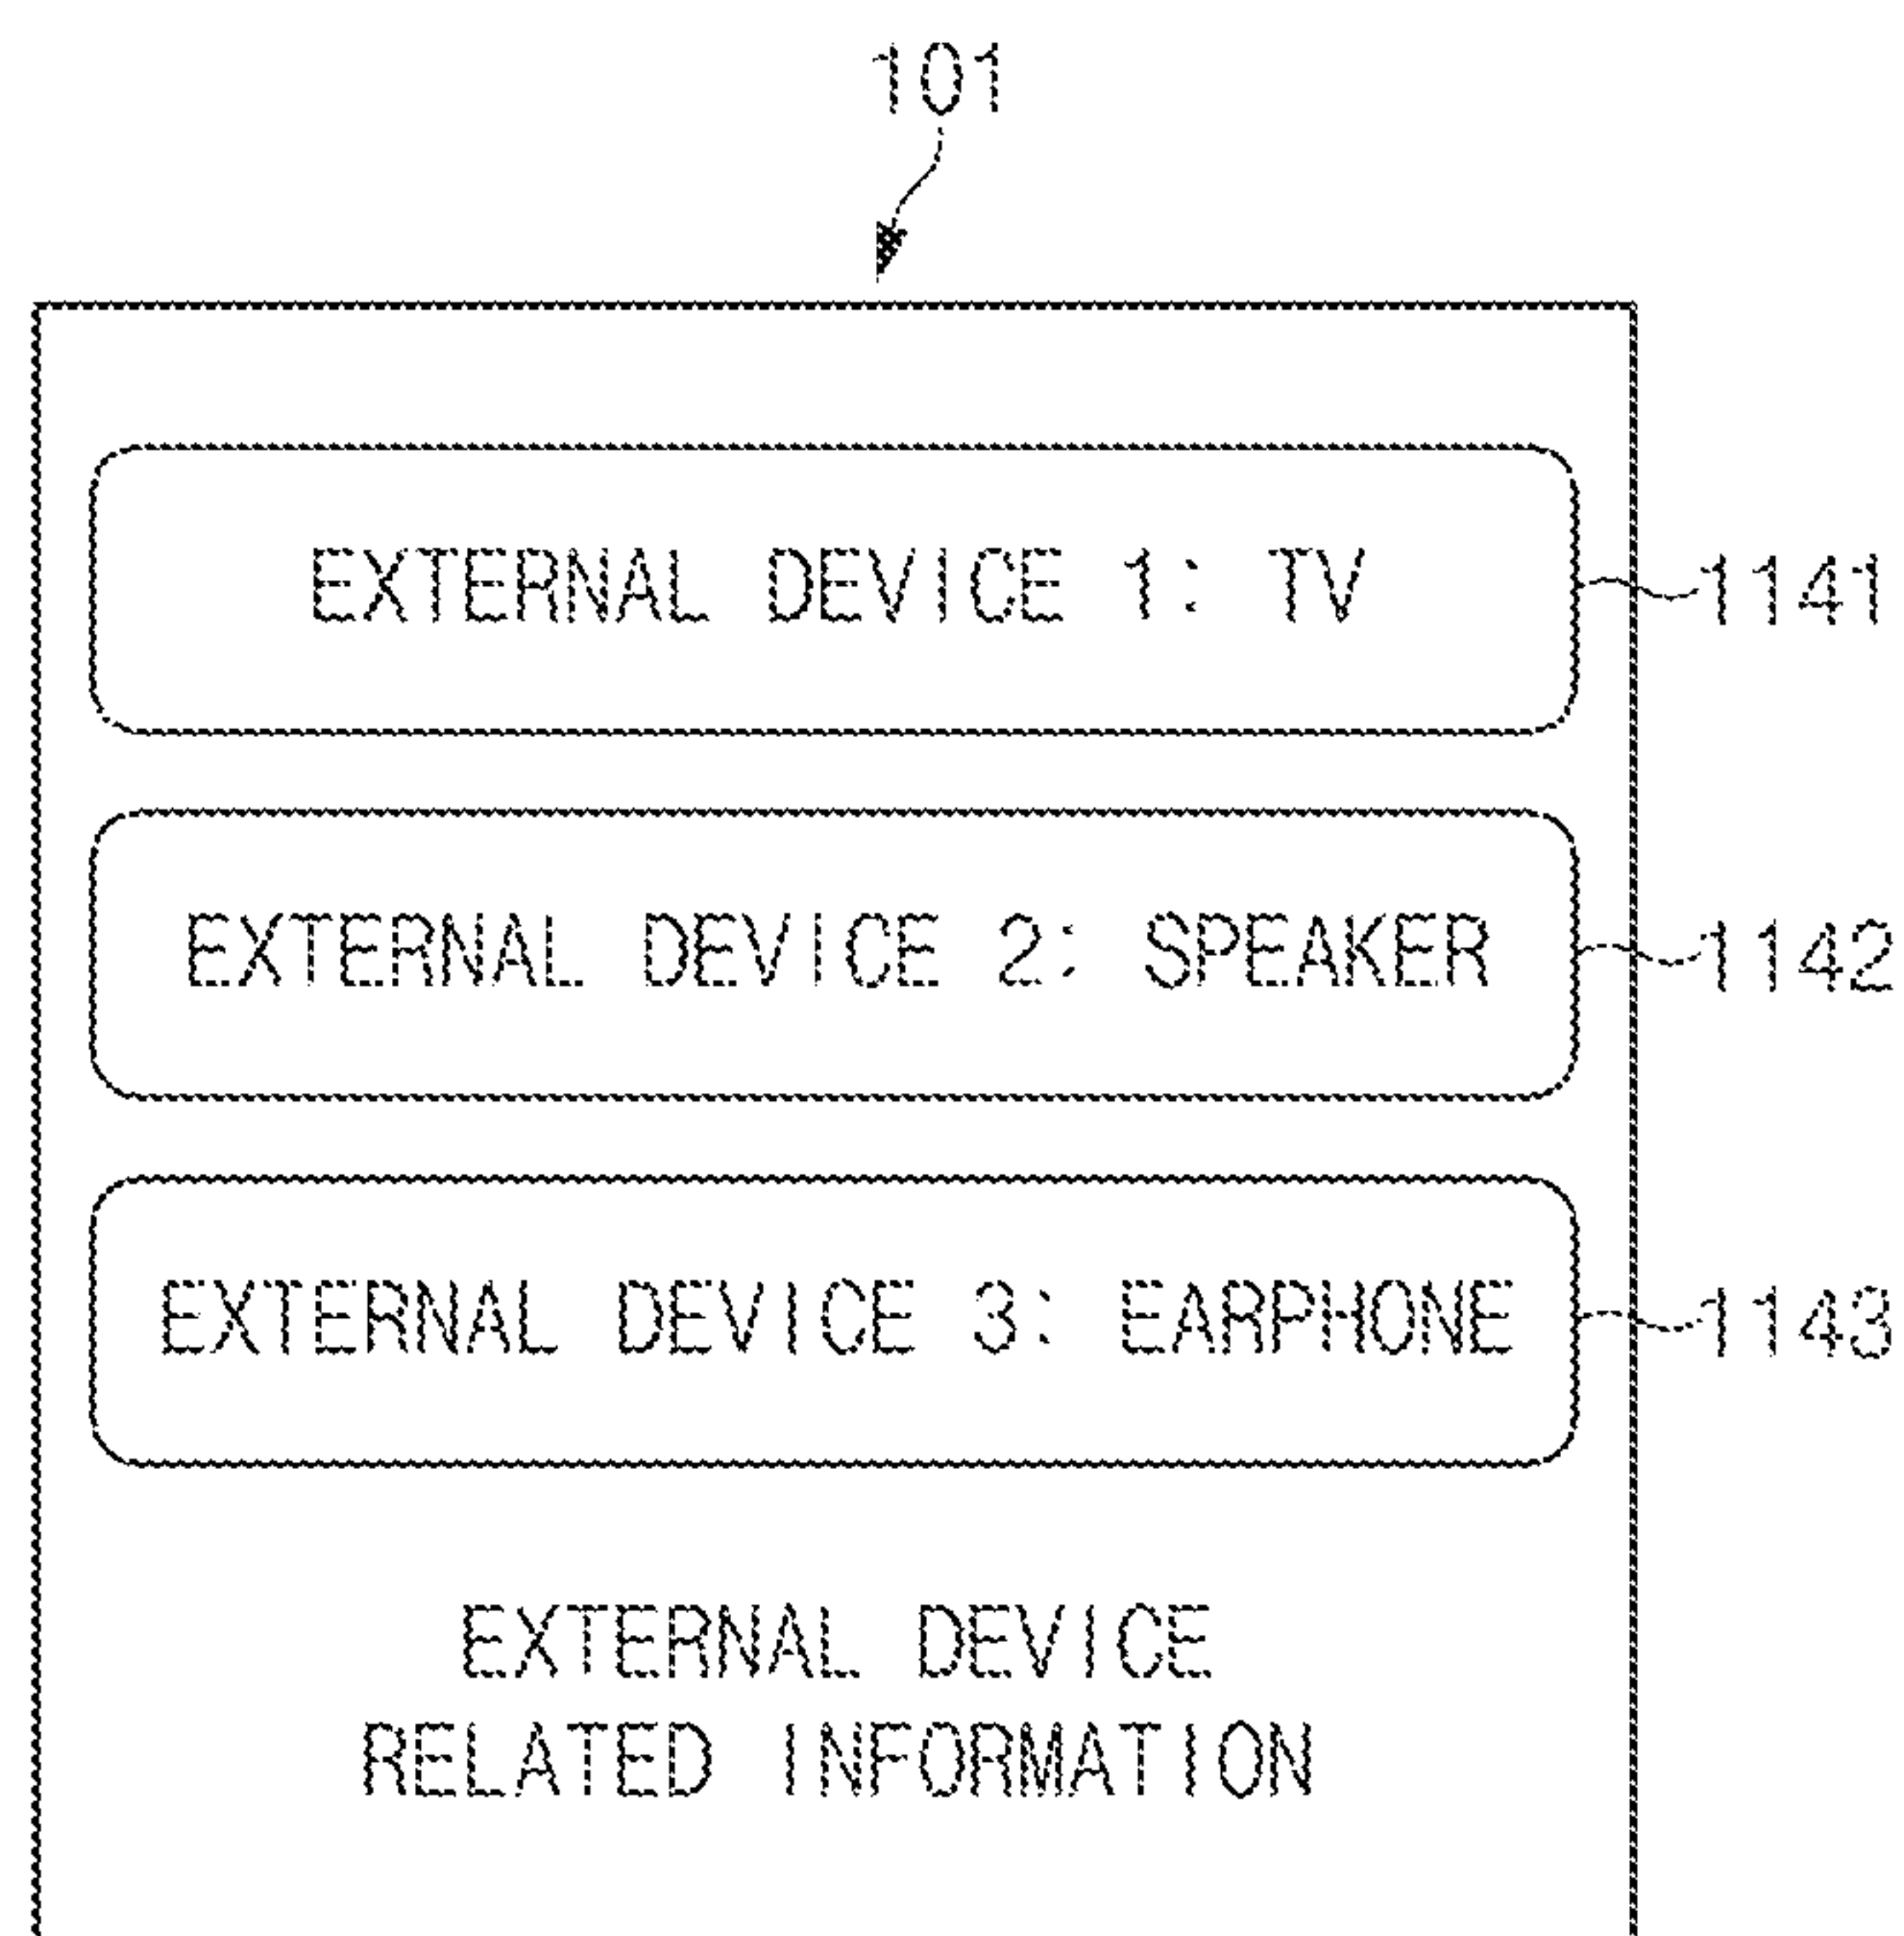 101
EXTERNAL DEVICE 1: TV
1141
EXTERNAL DEVICE 2: SPEAKER
1142
EXTERNAL DEVICE 3: EARPHONE
1143
EXTERNAL DEVICE
RELATED INFORMATION